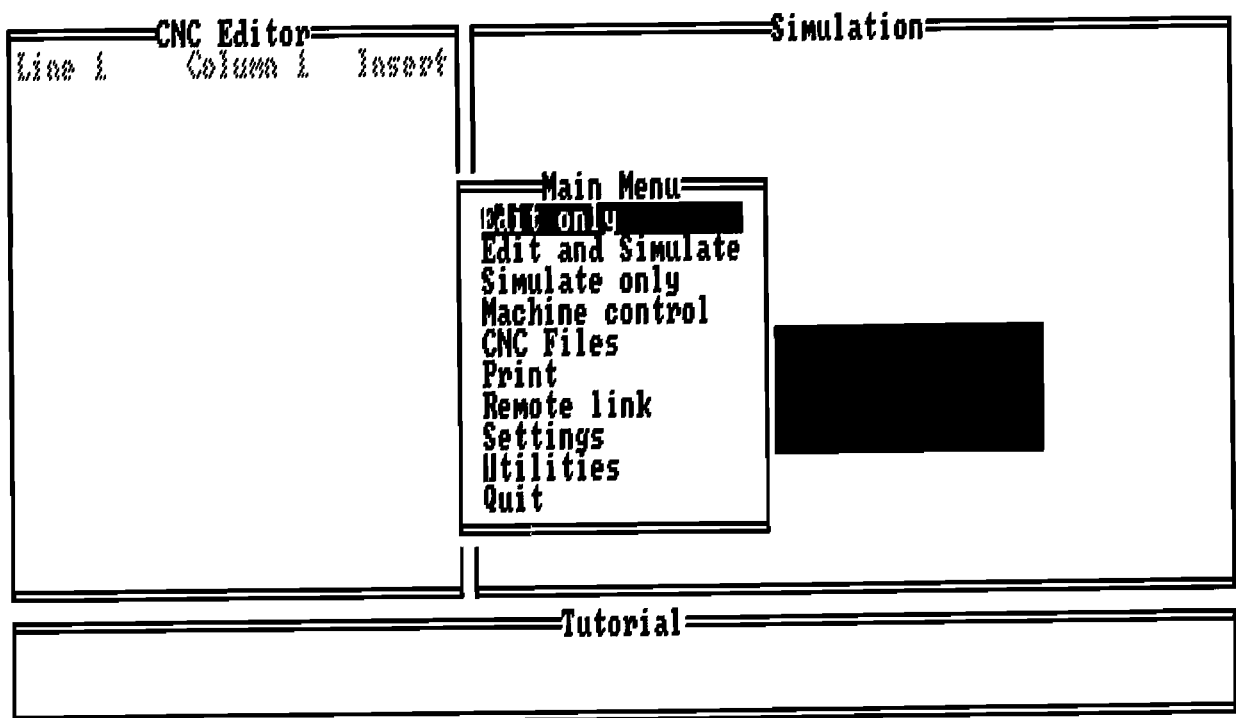 CNC Editor
Simulation
Line 1 Column 1 Insert
Main Menu
Edit only
Edit and Simulate
Simulate only
Machine control
CNC Files
Print
Remote link
Settings
Utilities
Quit
Tutorial